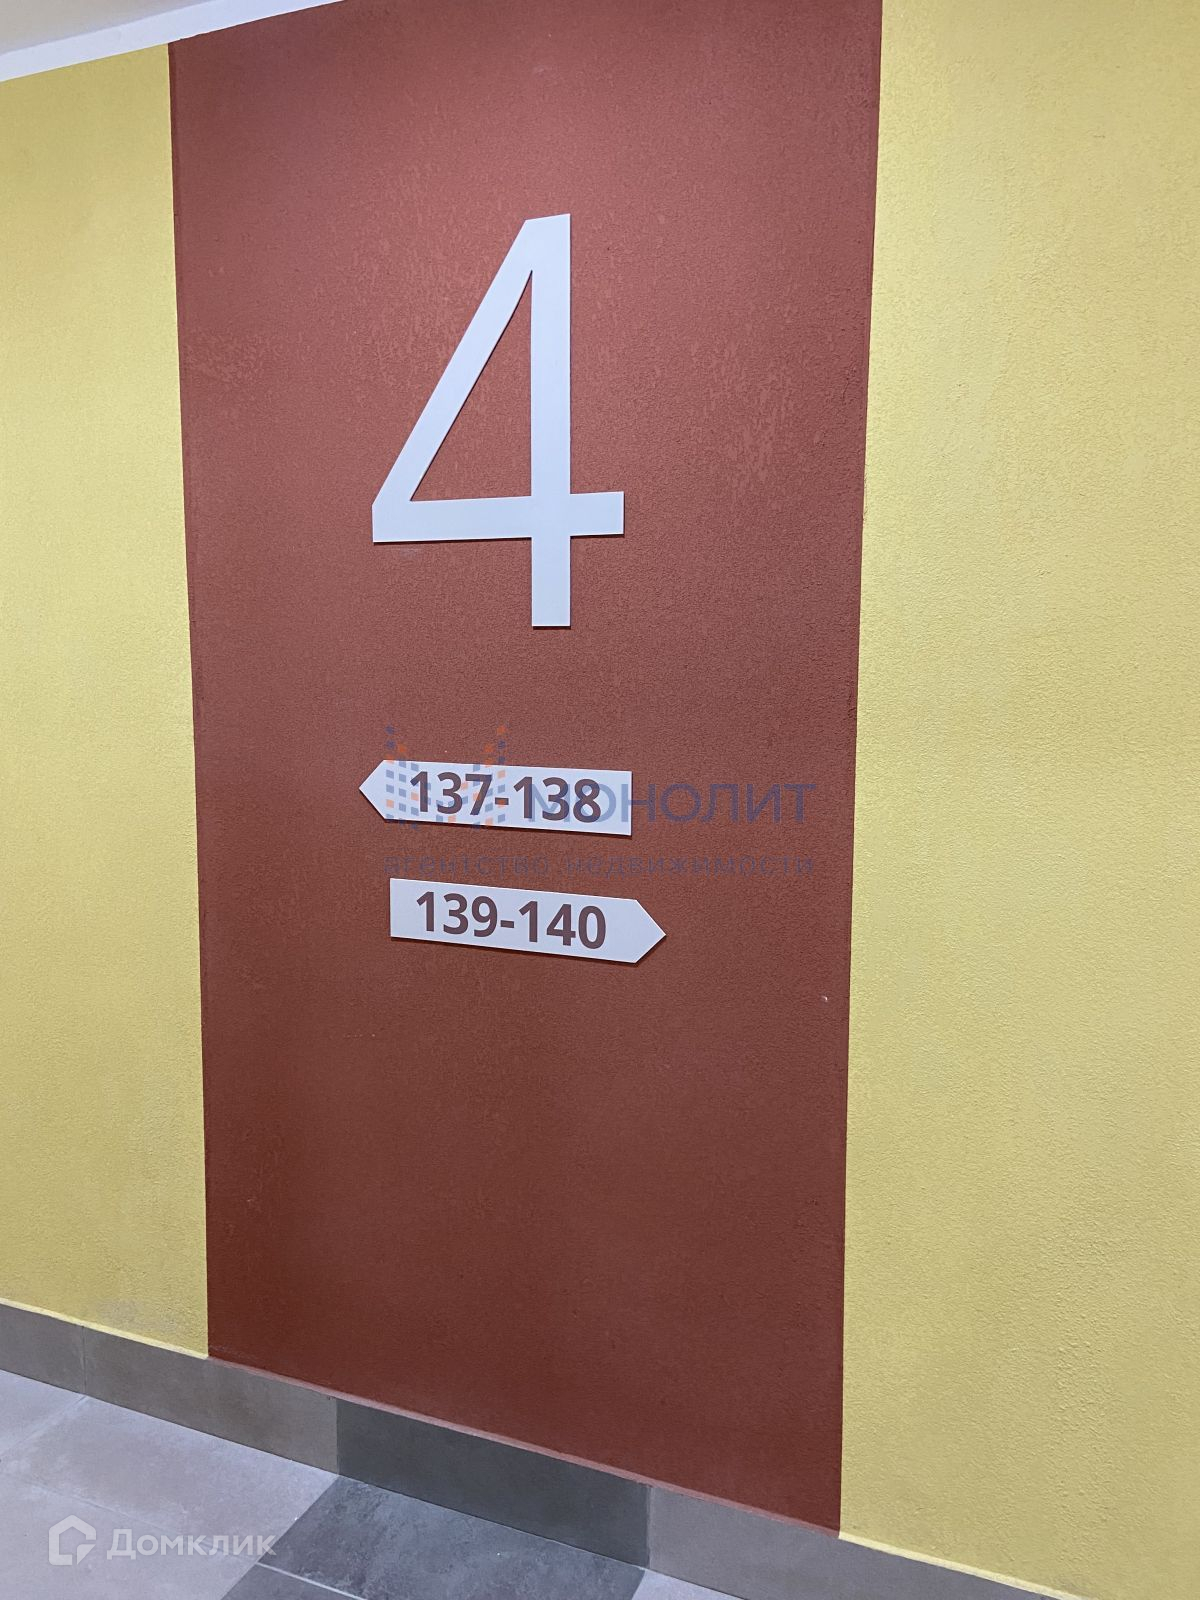 4
137-138
МОНОЛИТ
агентство недвижимости
139-140
Домклик